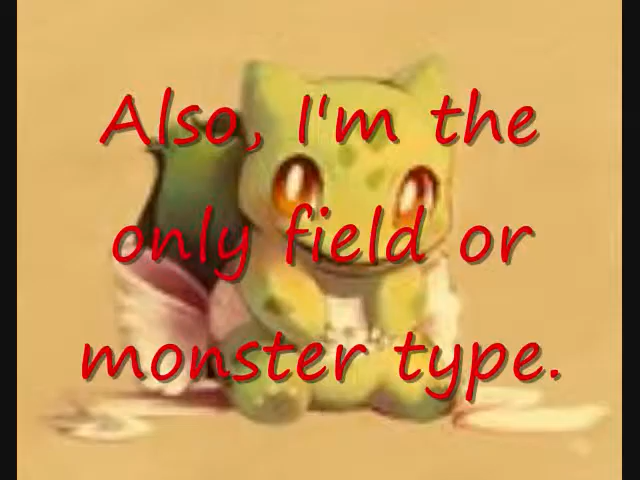 Also, I'm the
only field or
monster type.